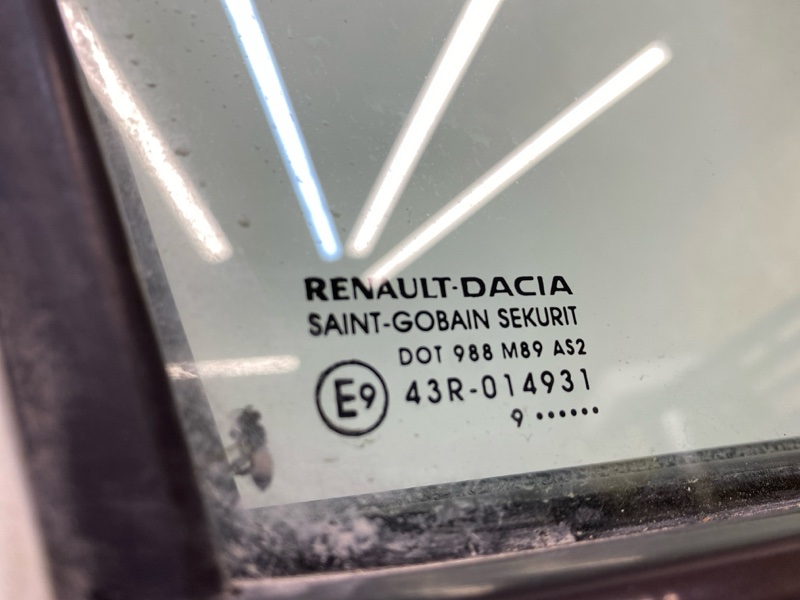 RENAULT·DACIA
SAINT-GOBAIN SEKURIT
DOT 988 M89 AS2
E9 43R-014931
9 ••••••